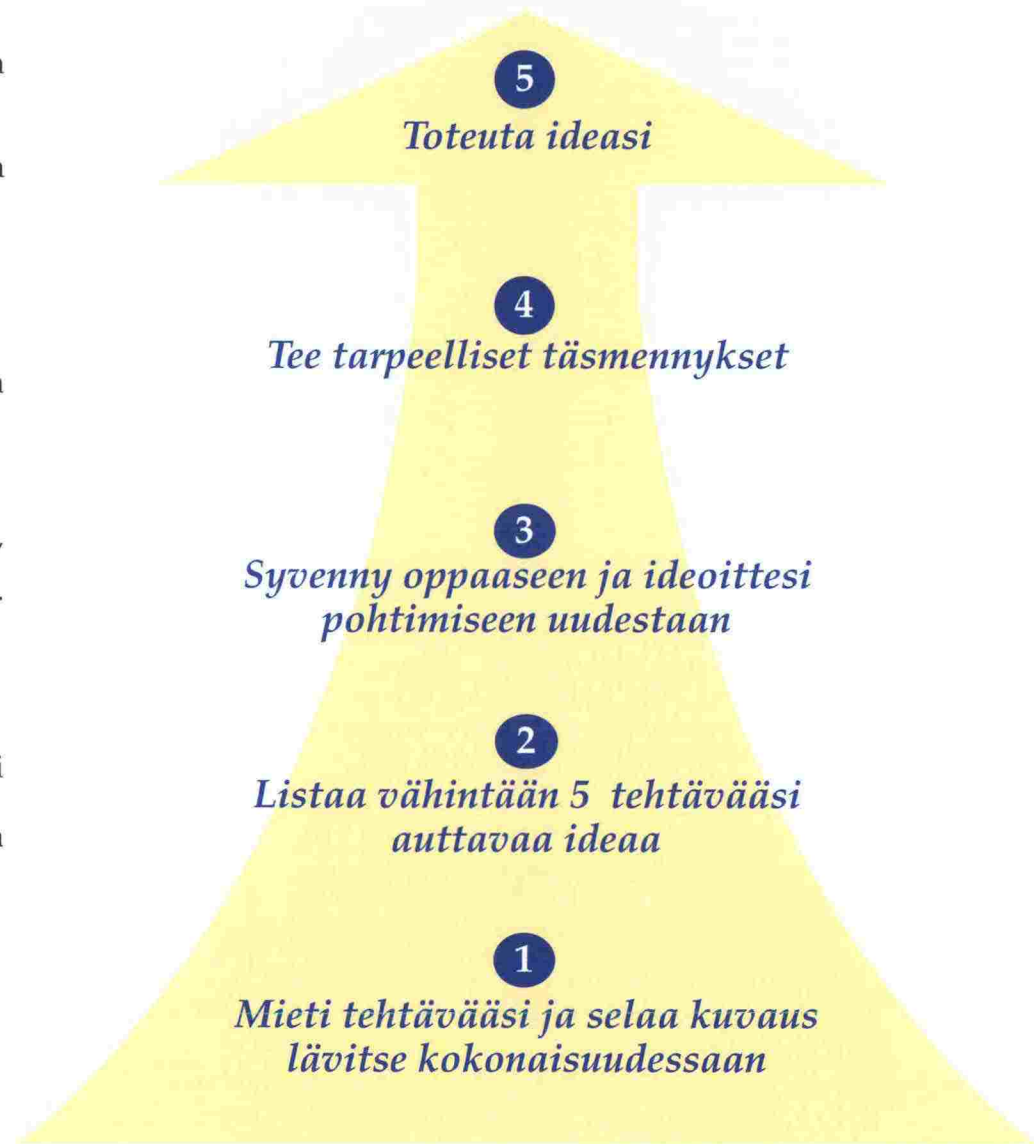 5
Toteuta ideasi
4
Tee tarpeelliset täsmennykset
3
Syvenny oppaaseen ja ideoittesi
pohtimiseen uudestaan
2
Listaa vähintään 5 tehtävääsi
auttavaa ideaa
1
Mieti tehtävääsi ja selaa kuvaus
lävitse kokonaisuudessaan